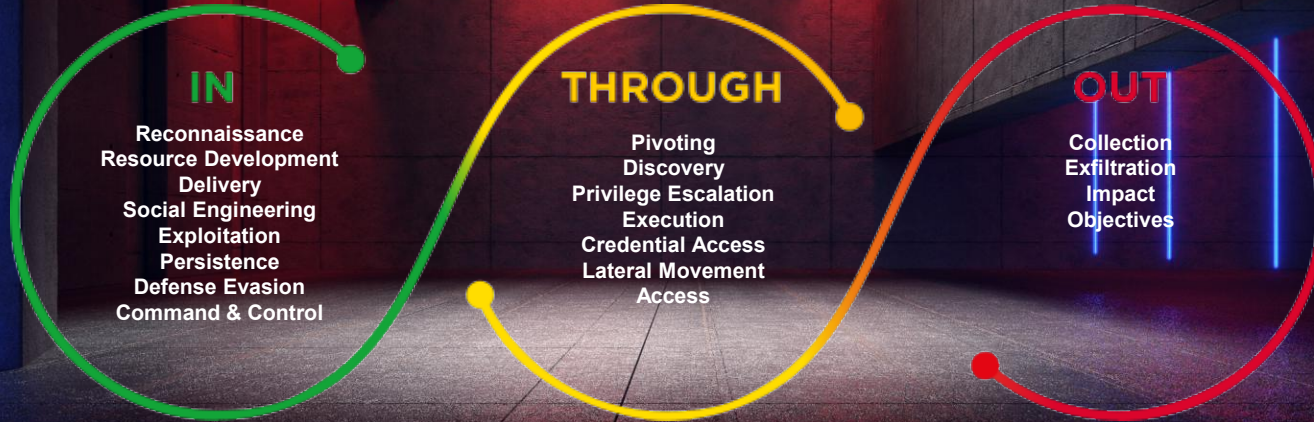 IN
Reconnaissance
Resource Development
Delivery
Social Engineering
Exploitation
Persistence
Defense Evasion
Command & Control
THROUGH
Pivoting
Discovery
Privilege Escalation
Execution
Credential Access
Lateral Movement
Access
OUT
Collection
Exfiltration
Impact
Objectives